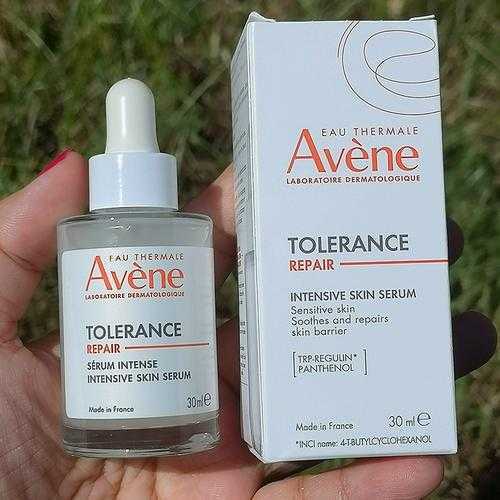 EAU THERMALE
Avène
LABORATOIRE DERMATOLOGIQUE
TOLERANCE
REPAIR
SÉRUM INTENSE
INTENSIVE SKIN SERUM
Made in France
30 ml ℮
EAU THERMALE
Avène
LABORATOIRE DERMATOLOGIQUE
TOLERANCE
REPAIR
INTENSIVE SKIN SERUM
Sensitive skin
Soothes and repairs
skin barrier
[TRP-REGULIN*
PANTHENOL]
Made in France
30 ml ℮
*INCI name: 4-T-BUTYLCYCLOHEXANOL